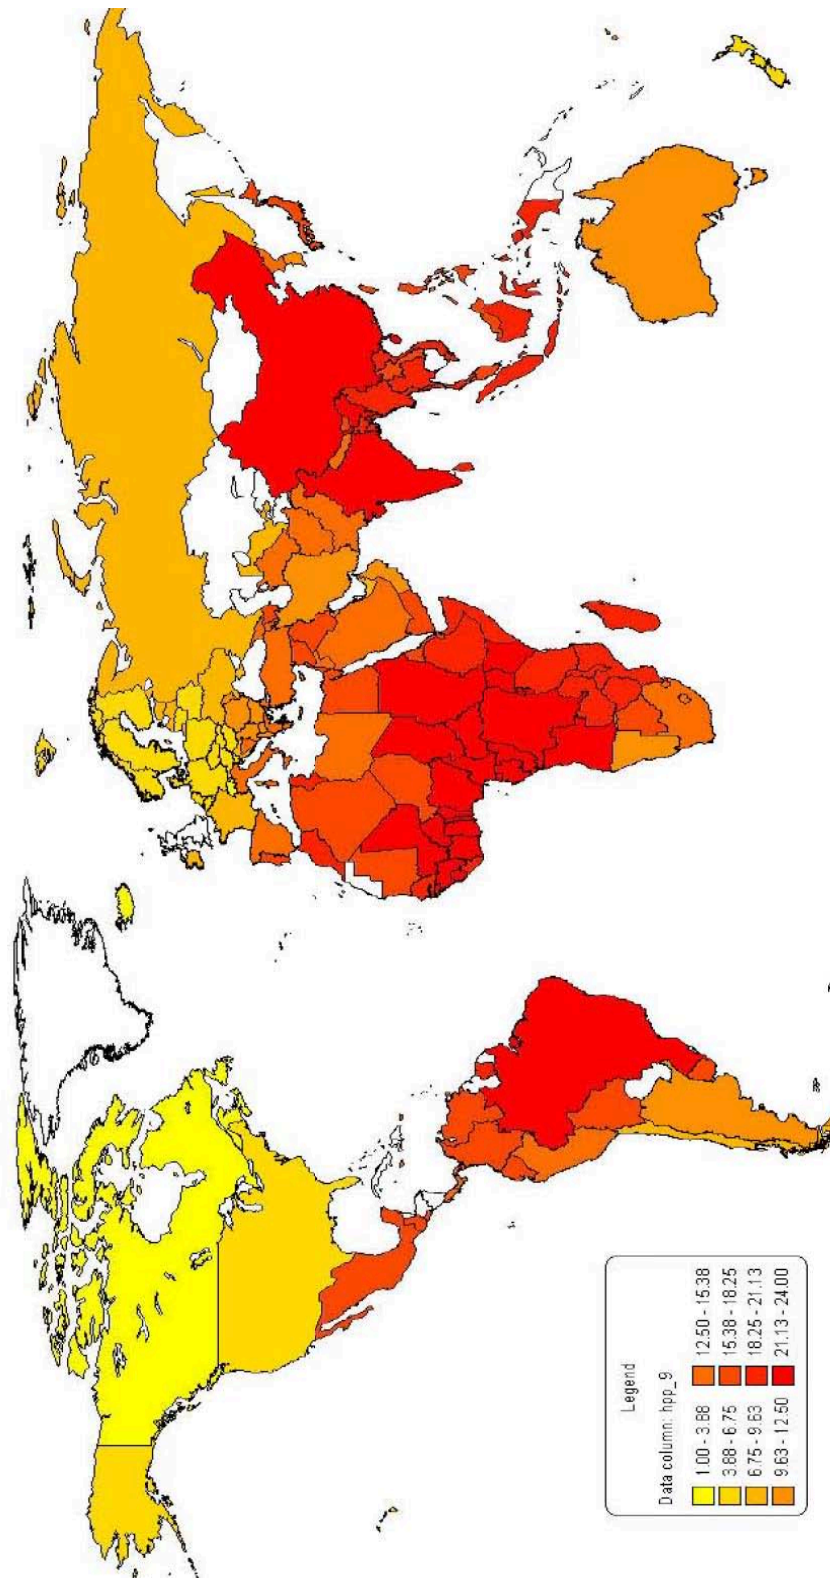 Legend
Data column: hpp_9
1.00 - 3.88 12.50 - 15.38
3.88 - 6.75 15.38 - 18.25
6.75 - 9.63 18.25 - 21.13
9.63 - 12.50 21.13 - 24.00